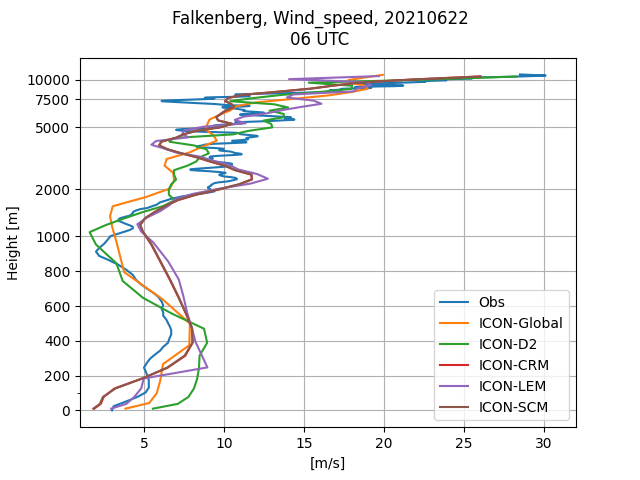 Falkenberg, Wind_speed, 20210622
06 UTC
10000
7500
5000
2000
1000
800
600
400
200
0
Height [m]
5
10
15
20
25
30
[m/s]
Obs
ICON-Global
ICON-D2
ICON-CRM
ICON-LEM
ICON-SCM